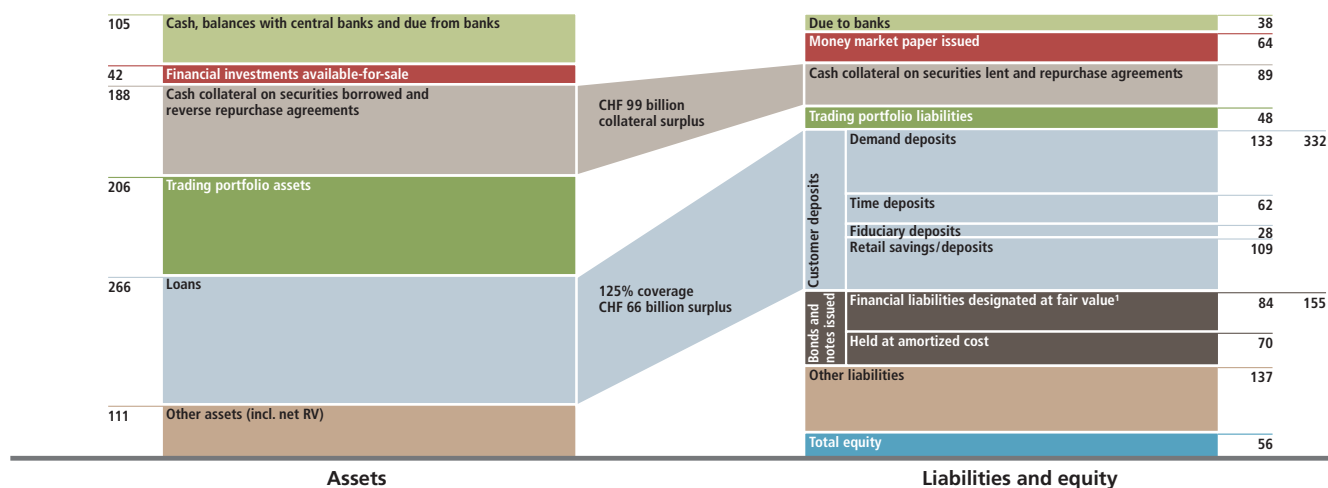 105 Cash, balances with central banks and due from banks
42 Financial investments available-for-sale
188 Cash collateral on securities borrowed and
reverse repurchase agreements
206 Trading portfolio assets
266 Loans
111 Other assets (incl. net RV)
Assets
CHF 99 billion
collateral surplus
125% coverage
CHF 66 billion surplus
Due to banks 38
Money market paper issued 64
Cash collateral on securities lent and repurchase agreements 89
Trading portfolio liabilities 48
Customer deposits
Demand deposits 133 332
Time deposits 62
Fiduciary deposits 28
Retail savings/deposits 109
Bonds and
notes issued
Financial liabilities designated at fair value¹ 84 155
Held at amortized cost 70
Other liabilities 137
Total equity 56
Liabilities and equity